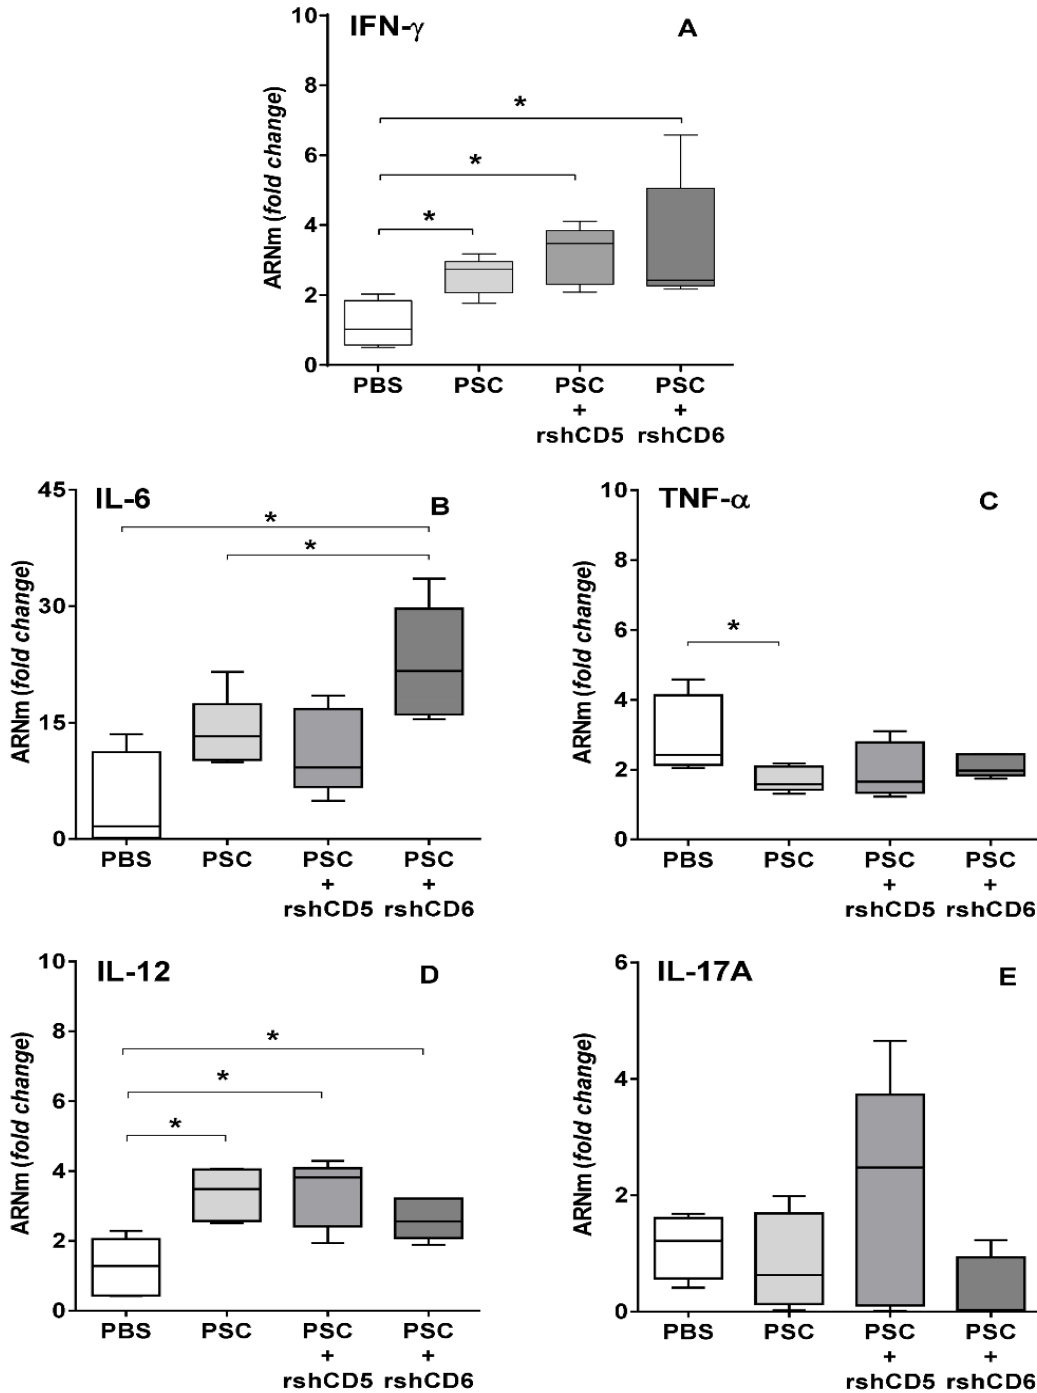 IFN-γ A
ARNm (fold change)
10
8
6
4
2
0
*
*
*
PBS PSC PSC PSC
+ +
rshCD5 rshCD6
IL-6 B
ARNm (fold change)
45
30
15
0
*
*
PBS PSC PSC PSC
+ +
rshCD5 rshCD6
TNF-α C
ARNm (fold change)
10
8
6
4
2
0
*
PBS PSC PSC PSC
+ +
rshCD5 rshCD6
IL-12 D
ARNm (fold change)
10
8
6
4
2
0
*
*
*
PBS PSC PSC PSC
+ +
rshCD5 rshCD6
IL-17A E
ARNm (fold change)
6
4
2
0
PBS PSC PSC PSC
+ +
rshCD5 rshCD6